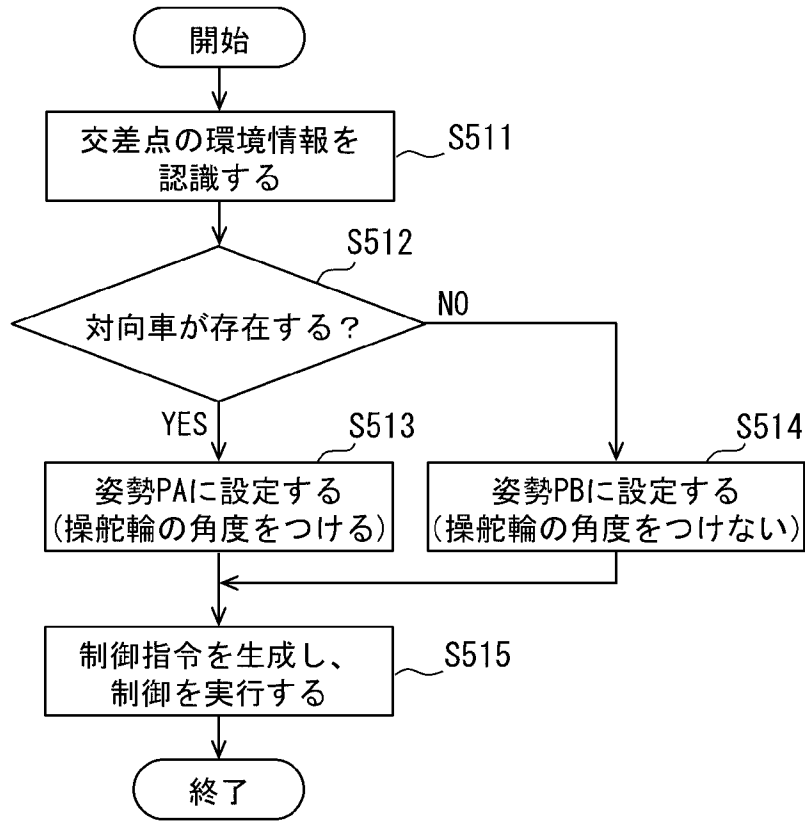 開始
交差点の環境情報を
認識する
S511
対向車が存在する？
S512
NO
YES
姿勢PAに設定する
(操舵輪の角度をつける)
S513
姿勢PBに設定する
(操舵輪の角度をつけない)
S514
制御指令を生成し、
制御を実行する
S515
終了